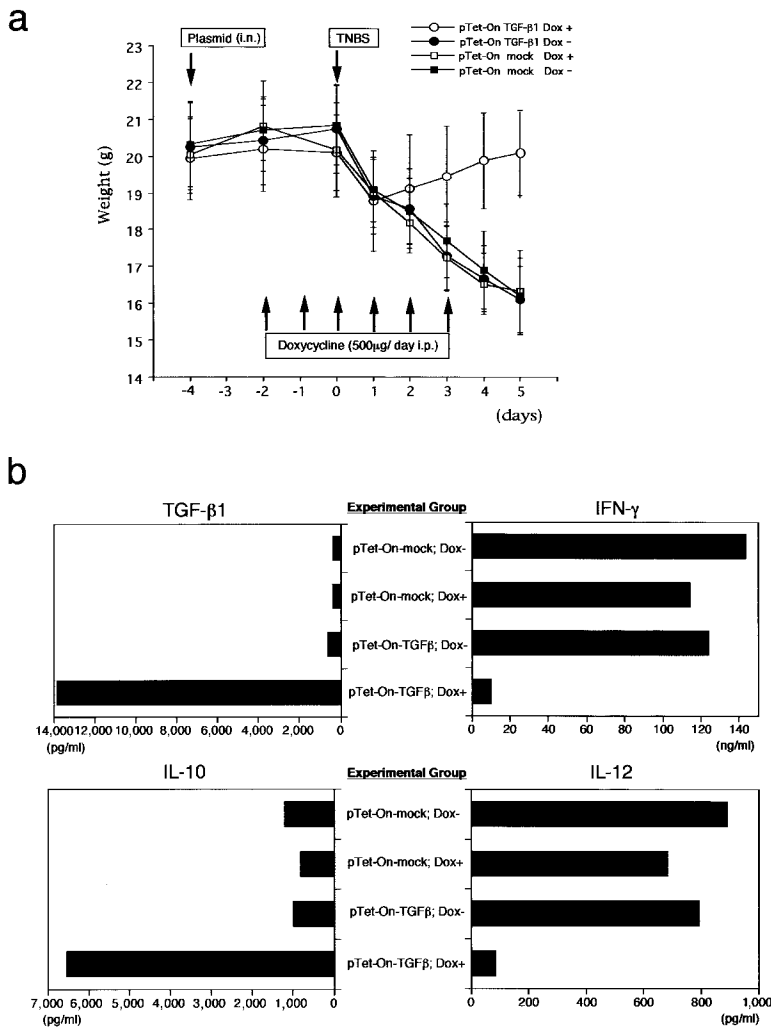 a
Plasmid (i.n.)
TNBS
pTet-On TGF-β1 Dox +
pTet-On TGF-β1 Dox -
pTet-On mock Dox +
pTet-On mock Dox -
Weight (g)
22
21
20
19
18
17
16
15
14
Doxycycline (500µg/ day i.p.)
-4 -2 -1 0 1 2 3 4 5
(days)
b
TGF-β1
Experimental Group
IFN-γ
pTet-On-mock; Dox-
pTet-On-mock; Dox+
pTet-On-TGFβ; Dox-
pTet-On-TGFβ; Dox+
14,000 12,000 10,000 8,000 6,000 4,000 2,000 0
(pg/ml)
0 20 40 60 80 100 120 140
(ng/ml)
IL-10
Experimental Group
IL-12
pTet-On-mock; Dox-
pTet-On-mock; Dox+
pTet-On-TGFβ; Dox-
pTet-On-TGFβ; Dox+
7,000 6,000 5,000 4,000 3,000 2,000 1,000 0
(pg/ml)
0 200 400 600 800 1,000
(pg/ml)